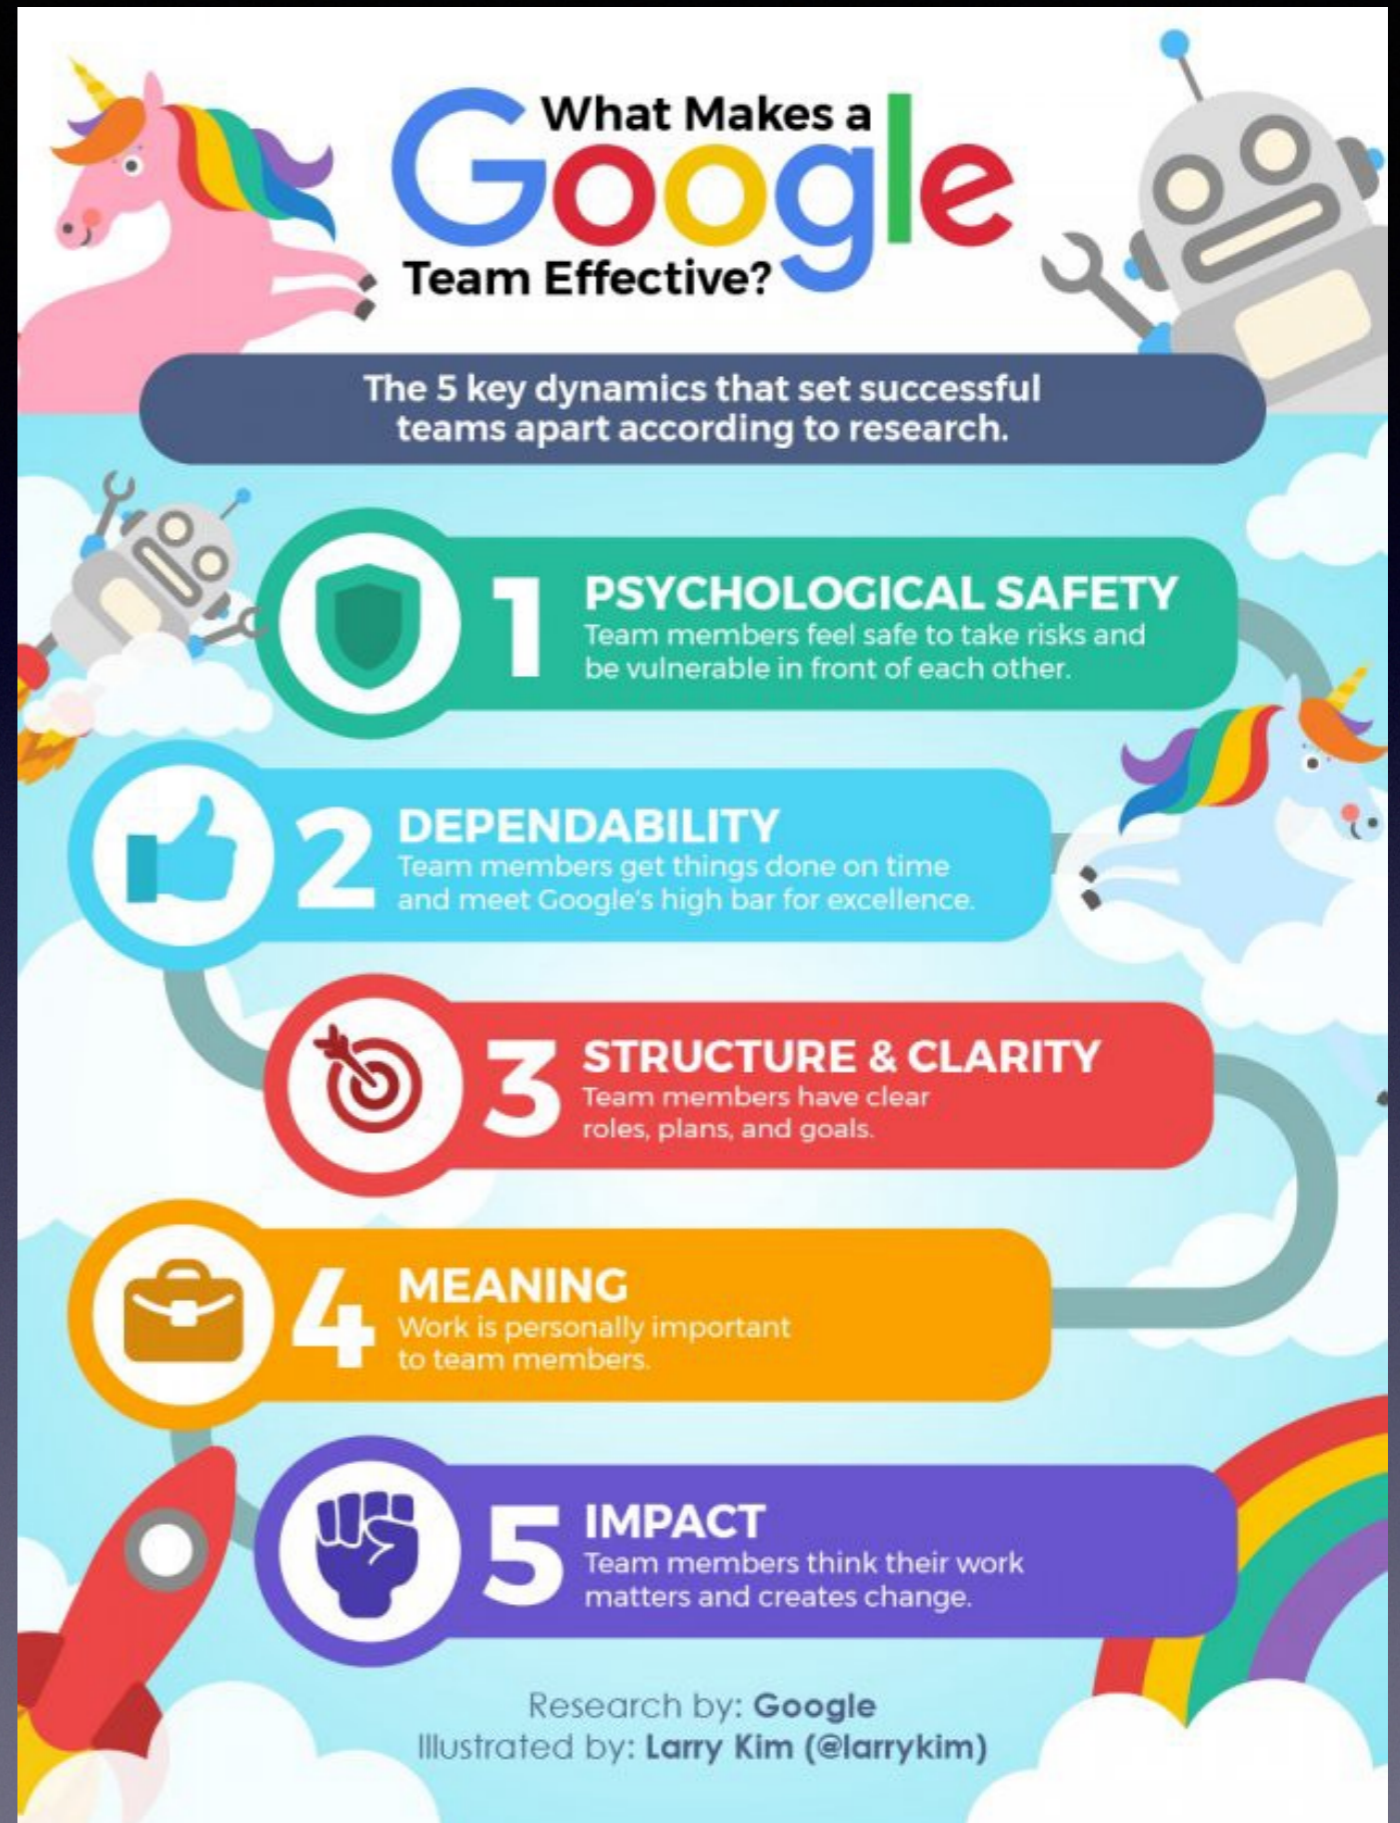 What Makes a
Google
Team Effective?
The 5 key dynamics that set successful
teams apart according to research.
1
PSYCHOLOGICAL SAFETY
Team members feel safe to take risks and
be vulnerable in front of each other.
2
DEPENDABILITY
Team members get things done on time
and meet Google's high bar for excellence.
3
STRUCTURE & CLARITY
Team members have clear
roles, plans, and goals.
4
MEANING
Work is personally important
to team members.
5
IMPACT
Team members think their work
matters and creates change.
Research by: Google
Illustrated by: Larry Kim (@larrykim)